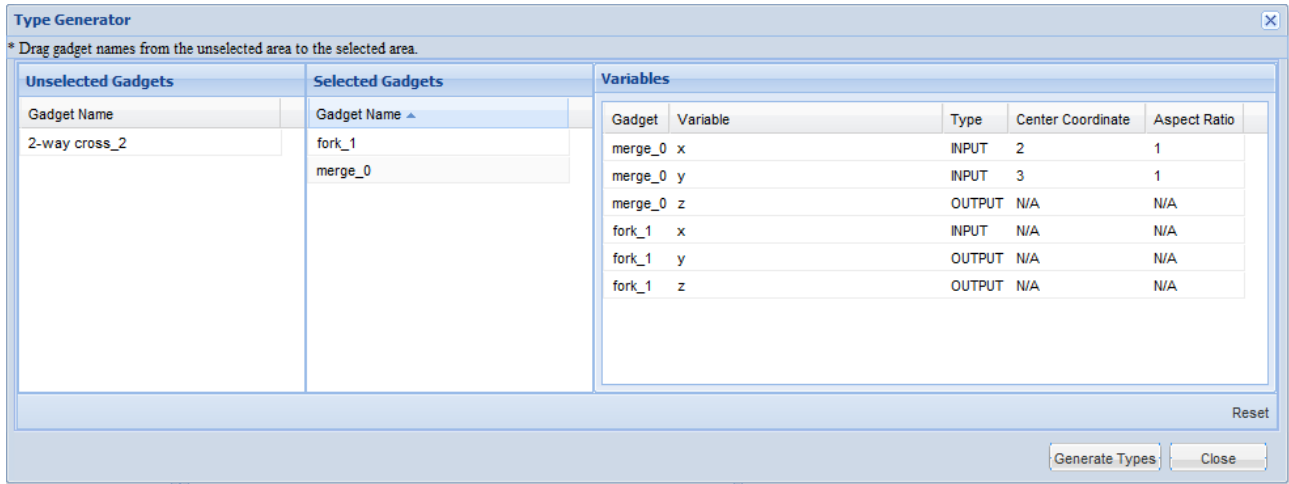 Type Generator
* Drag gadget names from the unselected area to the selected area.
Unselected Gadgets
Gadget Name
2-way cross_2
Selected Gadgets
Gadget Name
fork_1
merge_0
Variables
Gadget Variable Type Center Coordinate Aspect Ratio
merge_0 x INPUT 2 1
merge_0 y INPUT 3 1
merge_0 z OUTPUT N/A N/A
fork_1 x INPUT N/A N/A
fork_1 y OUTPUT N/A N/A
fork_1 z OUTPUT N/A N/A
Reset
Generate Types Close